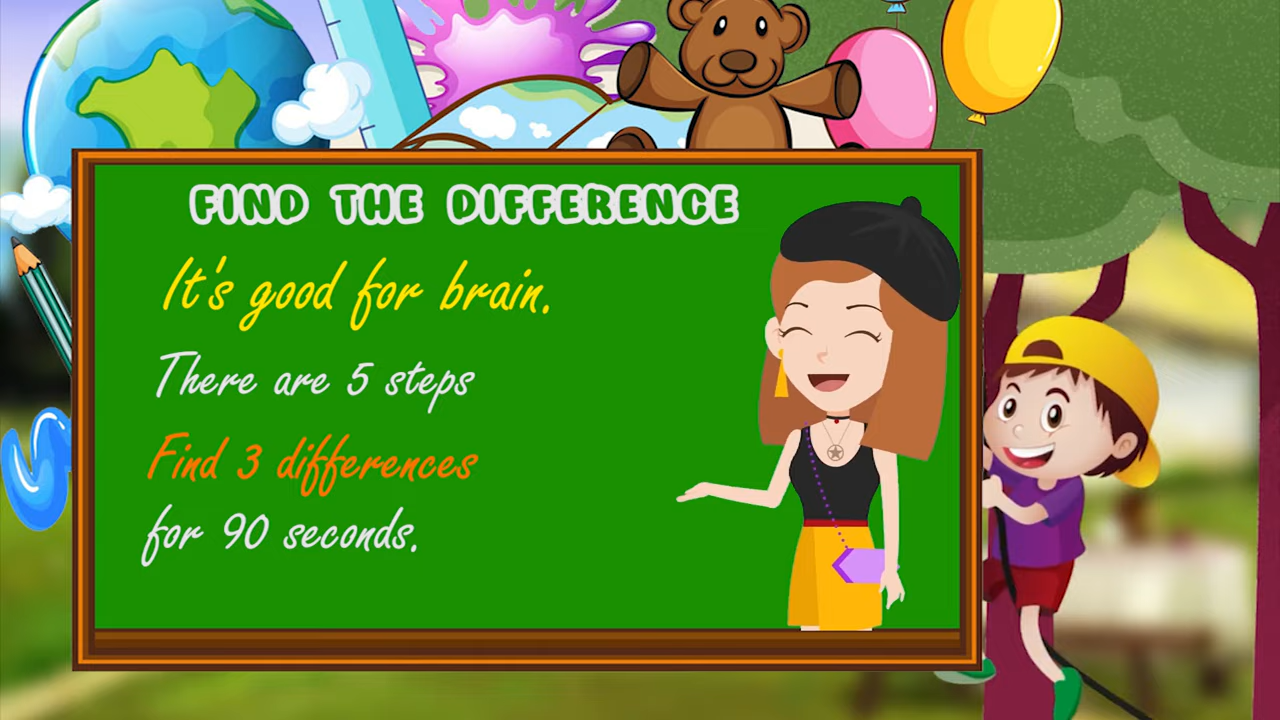 FIND THE DIFFERENCE
It's good for brain.
There are 5 steps
Find 3 differences
for 90 seconds.